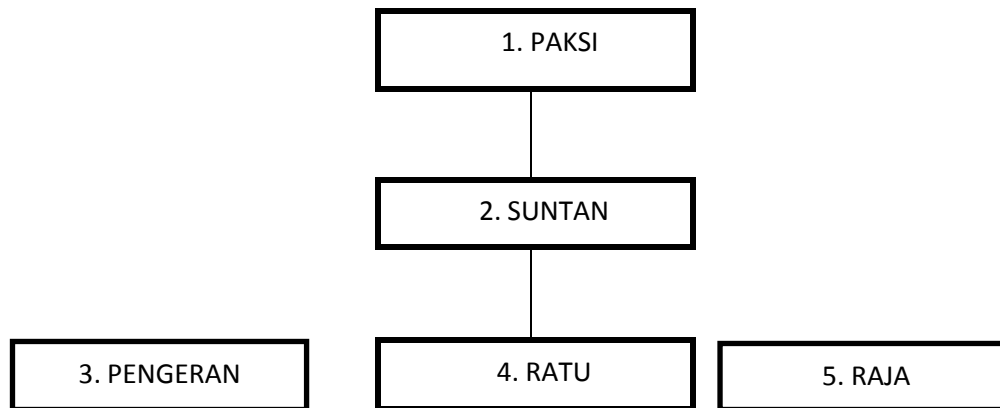 1. PAKSI
2. SUNTAN
3. PENGERAN
4. RATU
5. RAJA